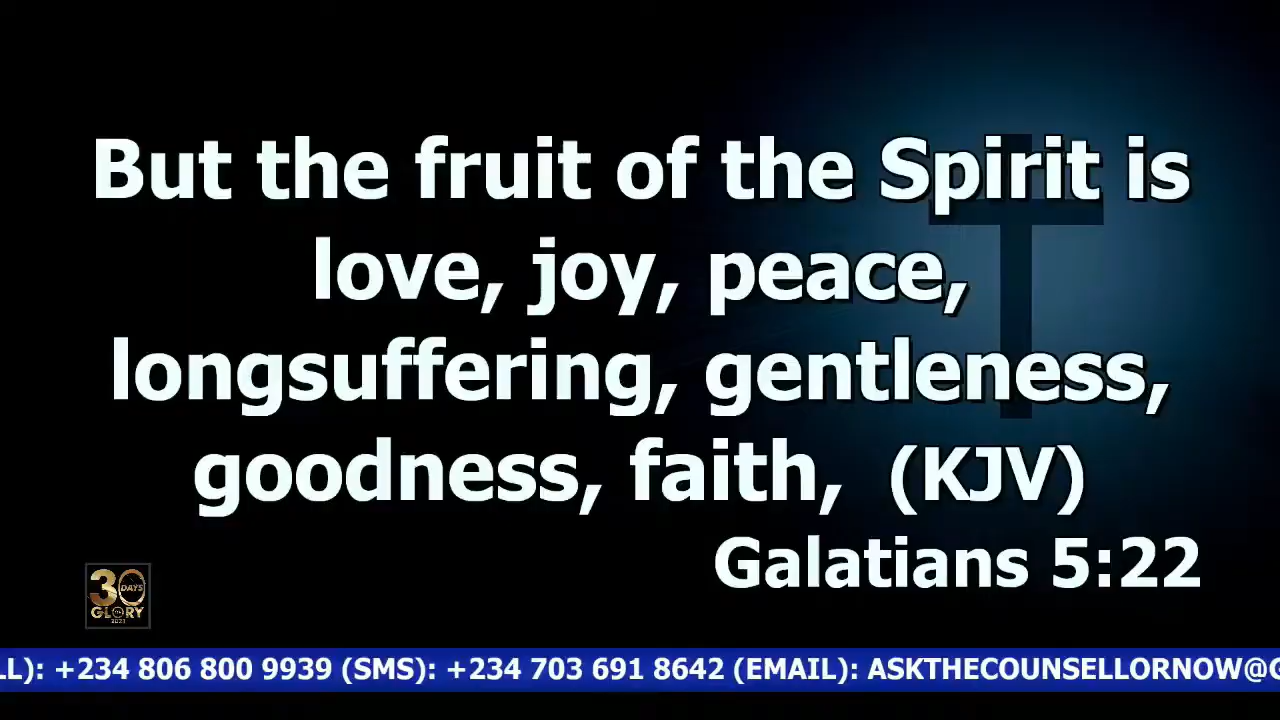 But the fruit of the Spirit is
love, joy, peace,
longsuffering, gentleness,
goodness, faith, (KJV)
Galatians 5:22
30
DAYS
GLORY
LL): +234 806 800 9939 (SMS): +234 703 691 8642 (EMAIL): ASKTHECOUNSELLORNOW@G